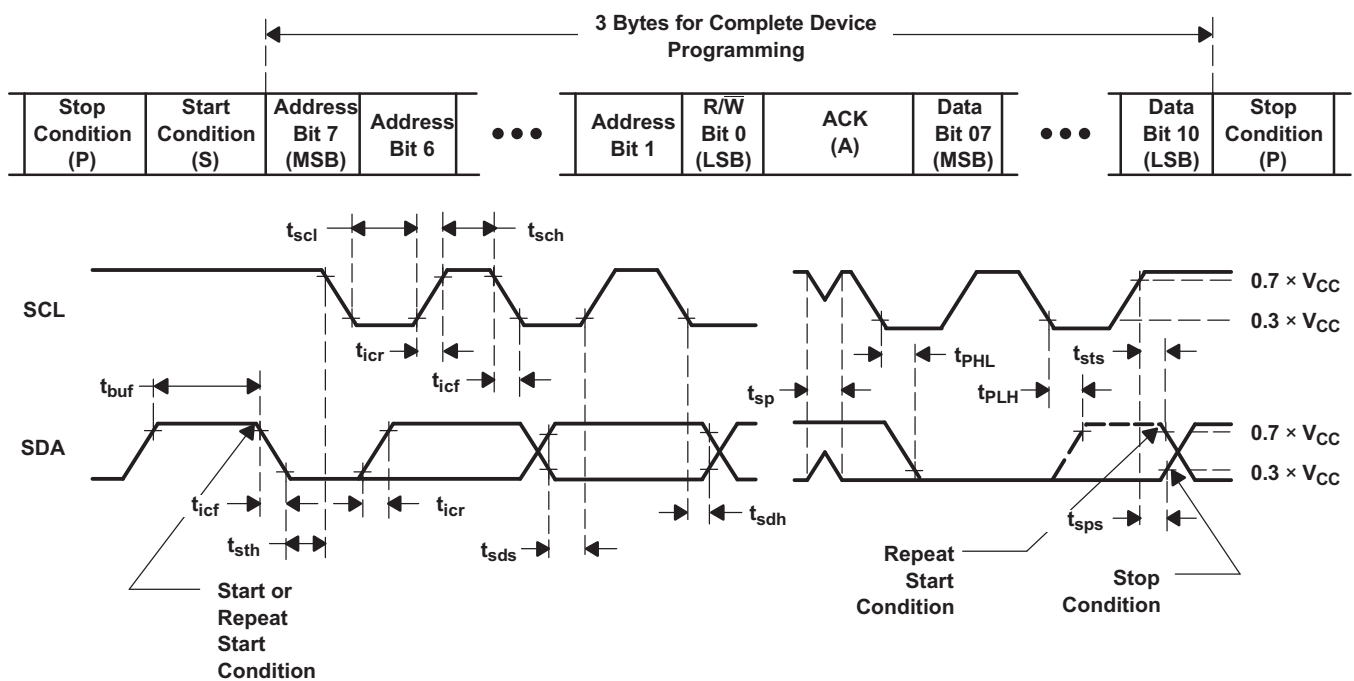 3 Bytes for Complete Device
Programming
Stop
Condition
(P)
Start
Condition
(S)
Address
Bit 7
(MSB)
Address
Bit 6
•••
Address
Bit 1
R/W̅
Bit 0
(LSB)
ACK
(A)
Data
Bit 07
(MSB)
•••
Data
Bit 10
(LSB)
Stop
Condition
(P)
tscl
tsch
SCL
0.7 × VCC
0.3 × VCC
ticr
ticf
tPHL
tsts
tbuf
tsp
tPLH
SDA
0.7 × VCC
0.3 × VCC
ticf
ticr
tsdh
tsth
tsds
tsps
Start or
Repeat
Start
Condition
Repeat
Start
Condition
Stop
Condition